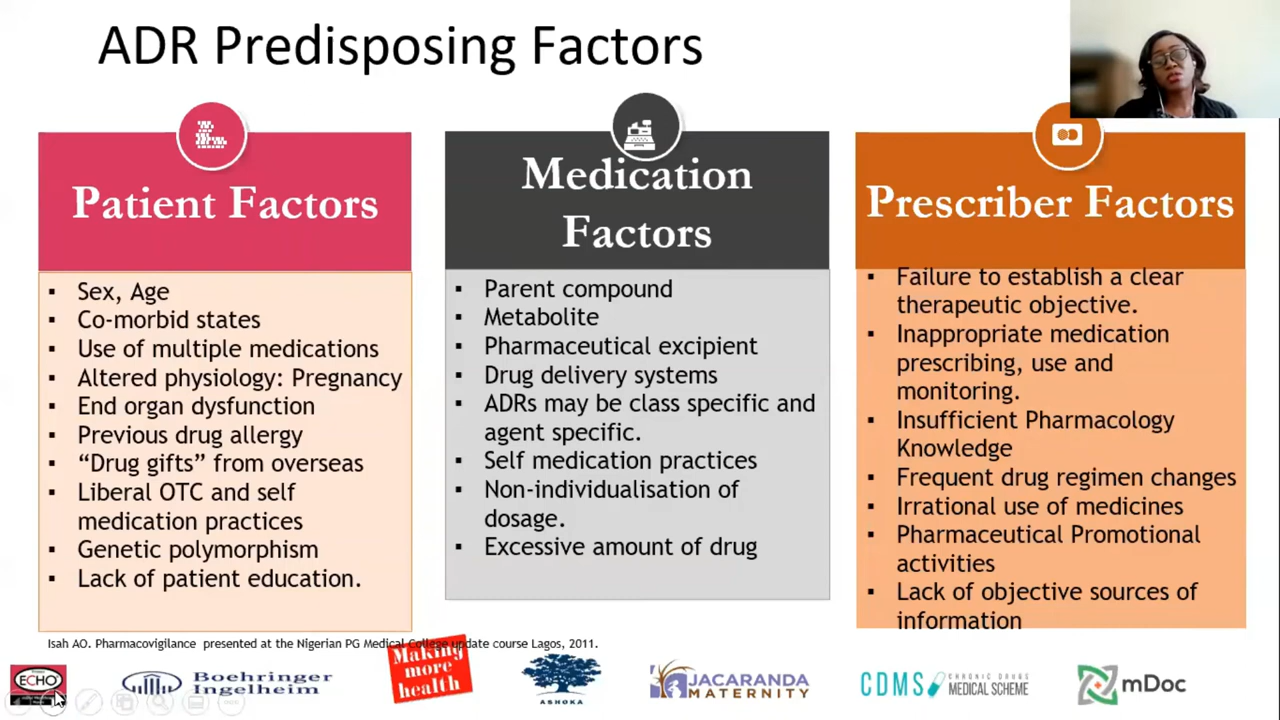 ADR Predisposing Factors
Patient Factors
▪ Sex, Age
▪ Co-morbid states
▪ Use of multiple medications
▪ Altered physiology: Pregnancy
▪ End organ dysfunction
▪ Previous drug allergy
▪ “Drug gifts” from overseas
▪ Liberal OTC and self
medication practices
▪ Genetic polymorphism
▪ Lack of patient education.
Medication
Factors
▪ Parent compound
▪ Metabolite
▪ Pharmaceutical excipient
▪ Drug delivery systems
▪ ADRs may be class specific and
agent specific.
▪ Self medication practices
▪ Non-individualisation of
dosage.
▪ Excessive amount of drug
Prescriber Factors
▪ Failure to establish a clear
therapeutic objective.
▪ Inappropriate medication
prescribing, use and
monitoring.
▪ Insufficient Pharmacology
Knowledge
▪ Frequent drug regimen changes
▪ Irrational use of medicines
▪ Pharmaceutical Promotional
activities
▪ Lack of objective sources of
information
Isah AO. Pharmacovigilance presented at the Nigerian PG Medical College update course Lagos, 2011.
ECHO
Boehringer
Ingelheim
Making
more
health
ASHOKA
JACARANDA
MATERNITY
CDMS
CHRONIC DRUGS
MEDICAL SCHEME
mDoc